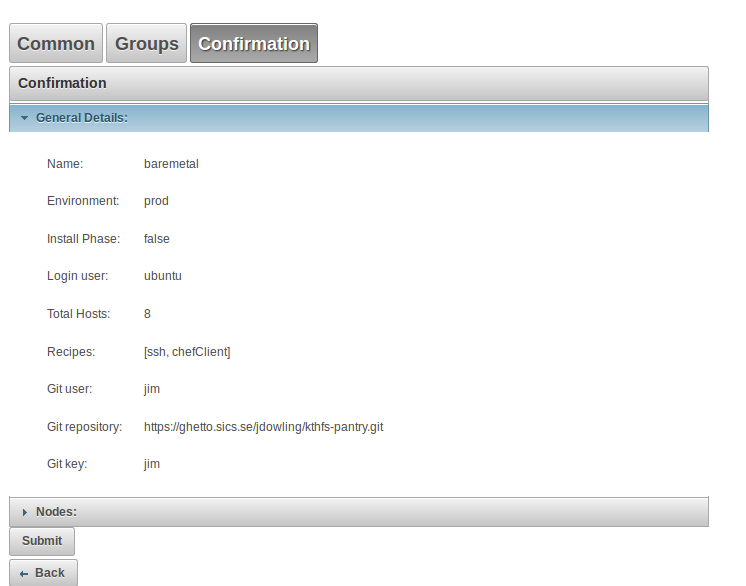 Common Groups Confirmation
Confirmation
General Details:
Name: baremetal
Environment: prod
Install Phase: false
Login user: ubuntu
Total Hosts: 8
Recipes: [ssh, chefClient]
Git user: jim
Git repository: https://ghetto.sics.se/jdowling/kthfs-pantry.git
Git key: jim
Nodes:
Submit
Back